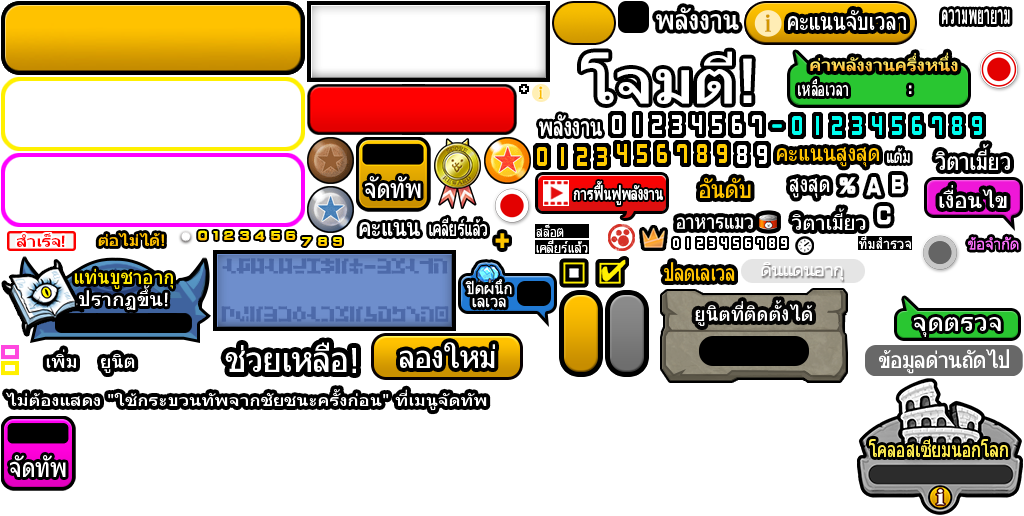 พลังงาน
คะแนนจับเวลา
ความพยายาม
โจมตี!
ค่าพลังงานครึ่งหนึ่ง
เหลือเวลา :
พลังงาน 01234567-0123456789
012345678989
คะแนนสูงสุด แต้ม
วิตาเมี้ยว
จัดทัพ
การฟื้นฟูพลังงาน
อันดับ
สูงสุด % A B
C
เงื่อนไข
คะแนน เคลียร์แล้ว
อาหารแมว
วิตาเมี้ยว
สำเร็จ!
ต่อไม่ได้!
0123456
789
สล็อต
เคลียร์แล้ว
0123456789
ทีมสำรวจ
ข้อจำกัด
แท่นบูชาอากุ
ปรากฏขึ้น!
ปิดผนึก
เลเวล
ปลดเลเวล
ดินแดนอากุ
ยูนิตที่ติดตั้งได้
จุดตรวจ
เพิ่ม ยูนิต
ช่วยเหลือ!
ลองใหม่
ข้อมูลด่านถัดไป
ไม่ต้องแสดง "ใช้กระบวนทัพจากชัยชนะครั้งก่อน" ที่เมนูจัดทัพ
จัดทัพ
โคลอสเซียมนอกโลก